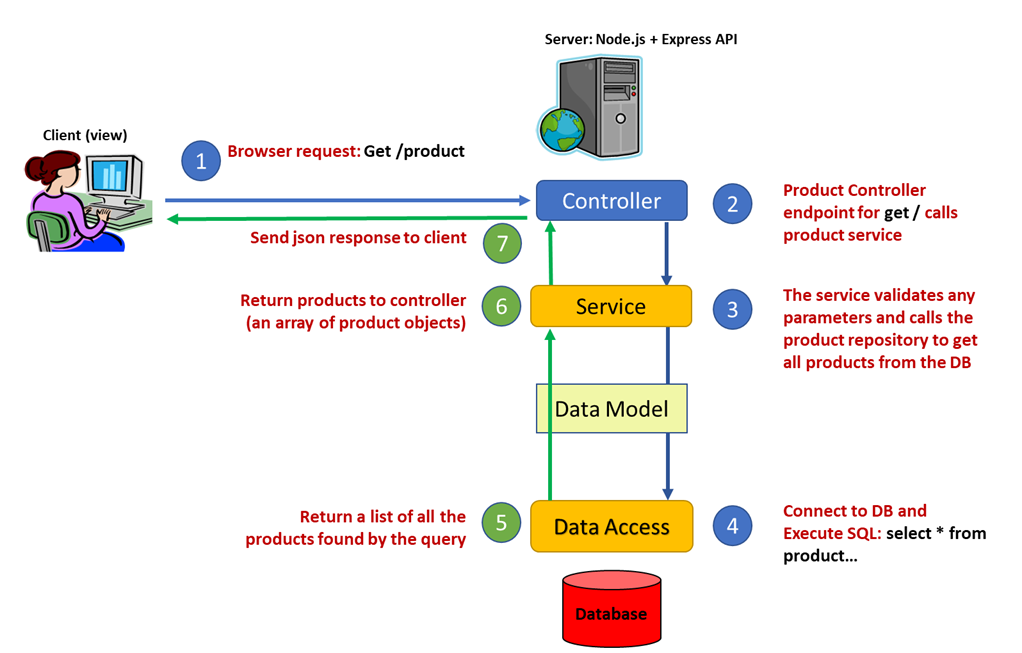 Server: Node.js + Express API
Client (view)
1
Browser request: Get /product
Controller
2
Product Controller
endpoint for get / calls
product service
Send json response to client
7
Return products to controller
(an array of product objects)
6
Service
3
The service validates any
parameters and calls the
product repository to get
all products from the DB
Data Model
Return a list of all the
products found by the query
5
Data Access
4
Connect to DB and
Execute SQL: select * from
product...
Database